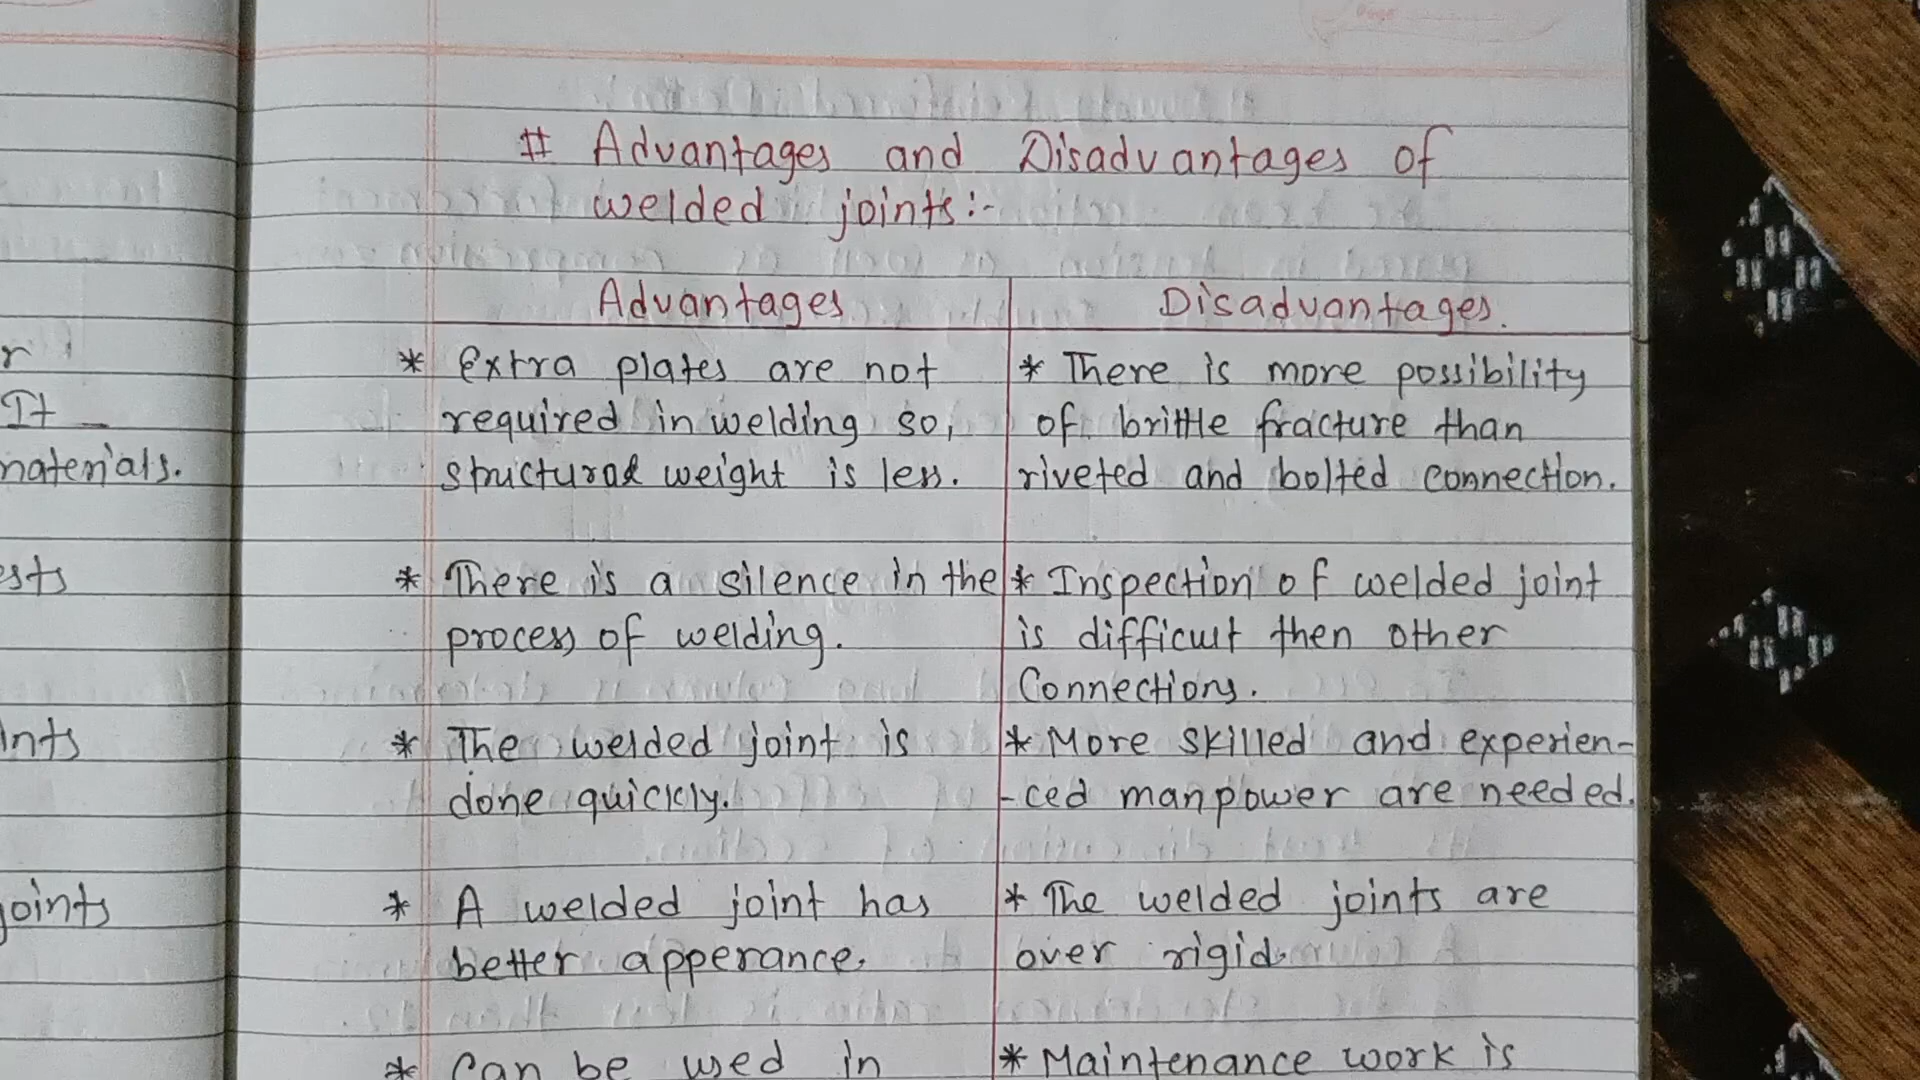 r
It
materials.
ests
ints
joints
# Advantages and Disadvantages of
welded joints:-
Advantages
* extra plates are not
required in welding so,
structural weight is less.
* There is a silence in the
process of welding.
* The welded joint is
done quickly.
* A welded joint has
better apperance.
* Can be used in
Disadvantages.
* There is more possibility
of brittle fracture than
riveted and bolted connection.
* Inspection of welded joint
is difficult then other
Connections.
* More skilled and experien-
-ced manpower are needed.
* The welded joints are
over rigid.
* Maintenance work is